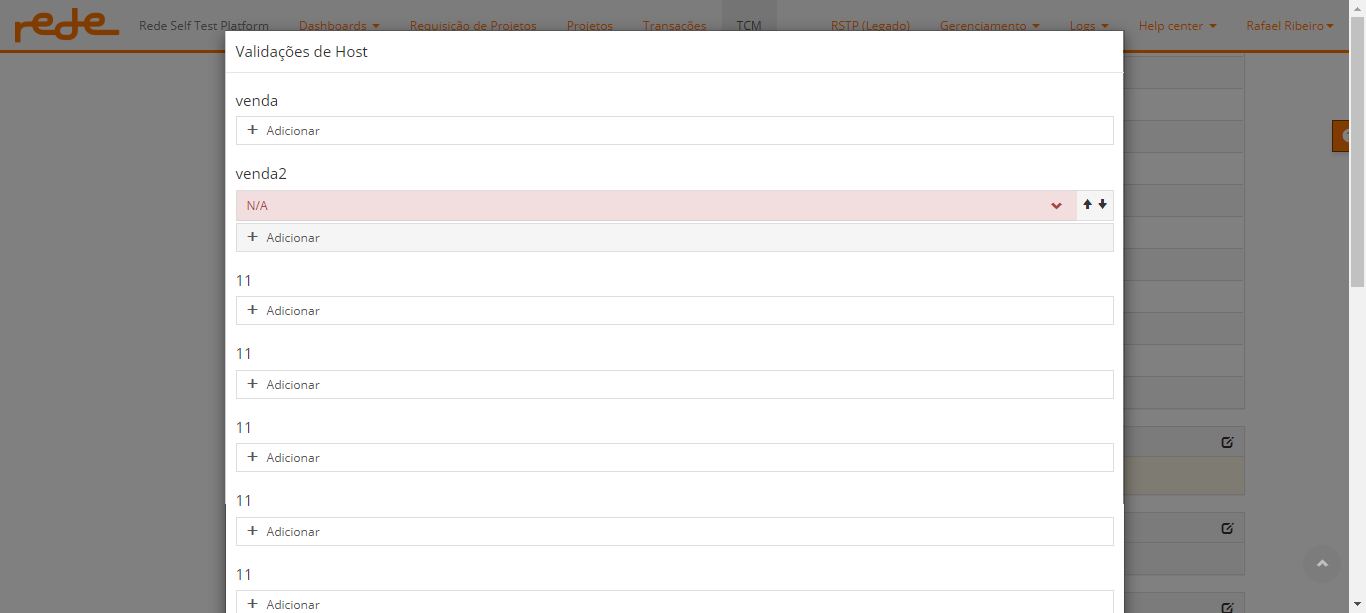 rede Rede Self Test Platform Dashboards Requisição de Projetos Projetos Transações TCM RSTP (Legado) Gerenciamento Logs Help center Rafael Ribeiro
Validações de Host
venda
+ Adicionar
venda2
N/A
+ Adicionar
11
+ Adicionar
11
+ Adicionar
11
+ Adicionar
11
+ Adicionar
11
+ Adicionar